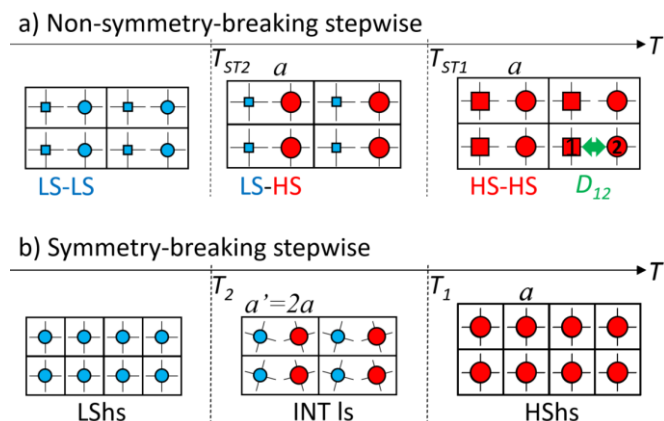 a) Non-symmetry-breaking stepwise
T
T_ST2 a
T_ST1 a
1 2
LS-LS
LS-HS
HS-HS
D_12
b) Symmetry-breaking stepwise
T
T_2
a'=2a
T_1
a
LShs
INT ls
HShs